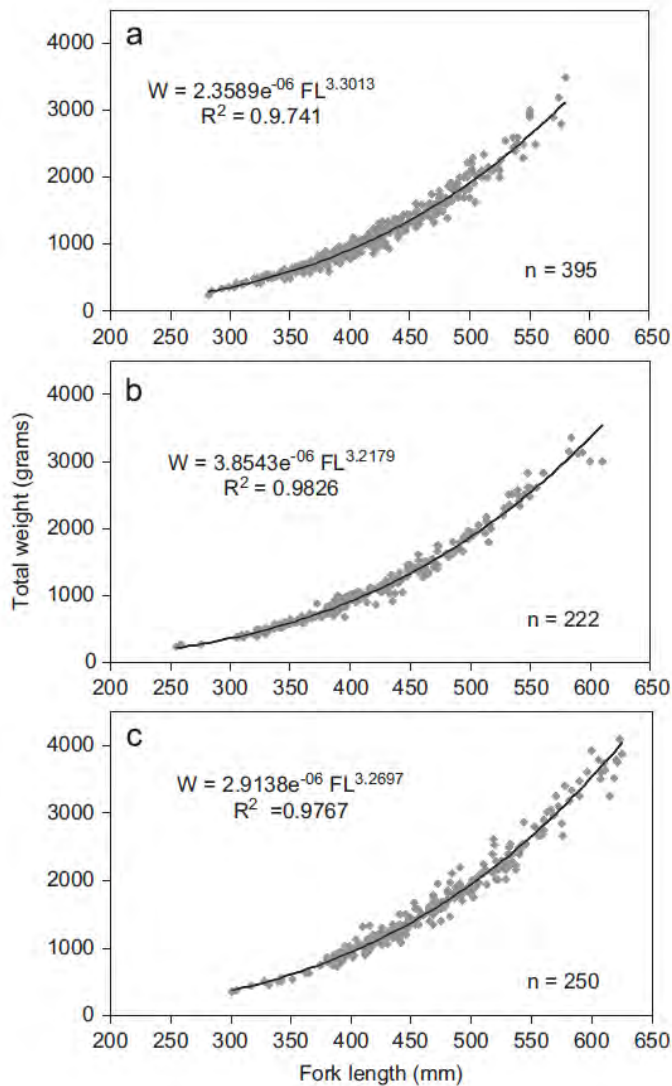 a
4000
W = 2.3589e-06 FL3.3013
R2 = 0.9.741
3000
2000
1000
n = 395
0
200 250 300 350 400 450 500 550 600 650
b
4000
W = 3.8543e-06 FL3.2179
R2 = 0.9826
3000
2000
1000
n = 222
0
200 250 300 350 400 450 500 550 600 650
Total weight (grams)
c
4000
W = 2.9138e-06 FL3.2697
R2 =0.9767
3000
2000
1000
n = 250
0
200 250 300 350 400 450 500 550 600 650
Fork length (mm)